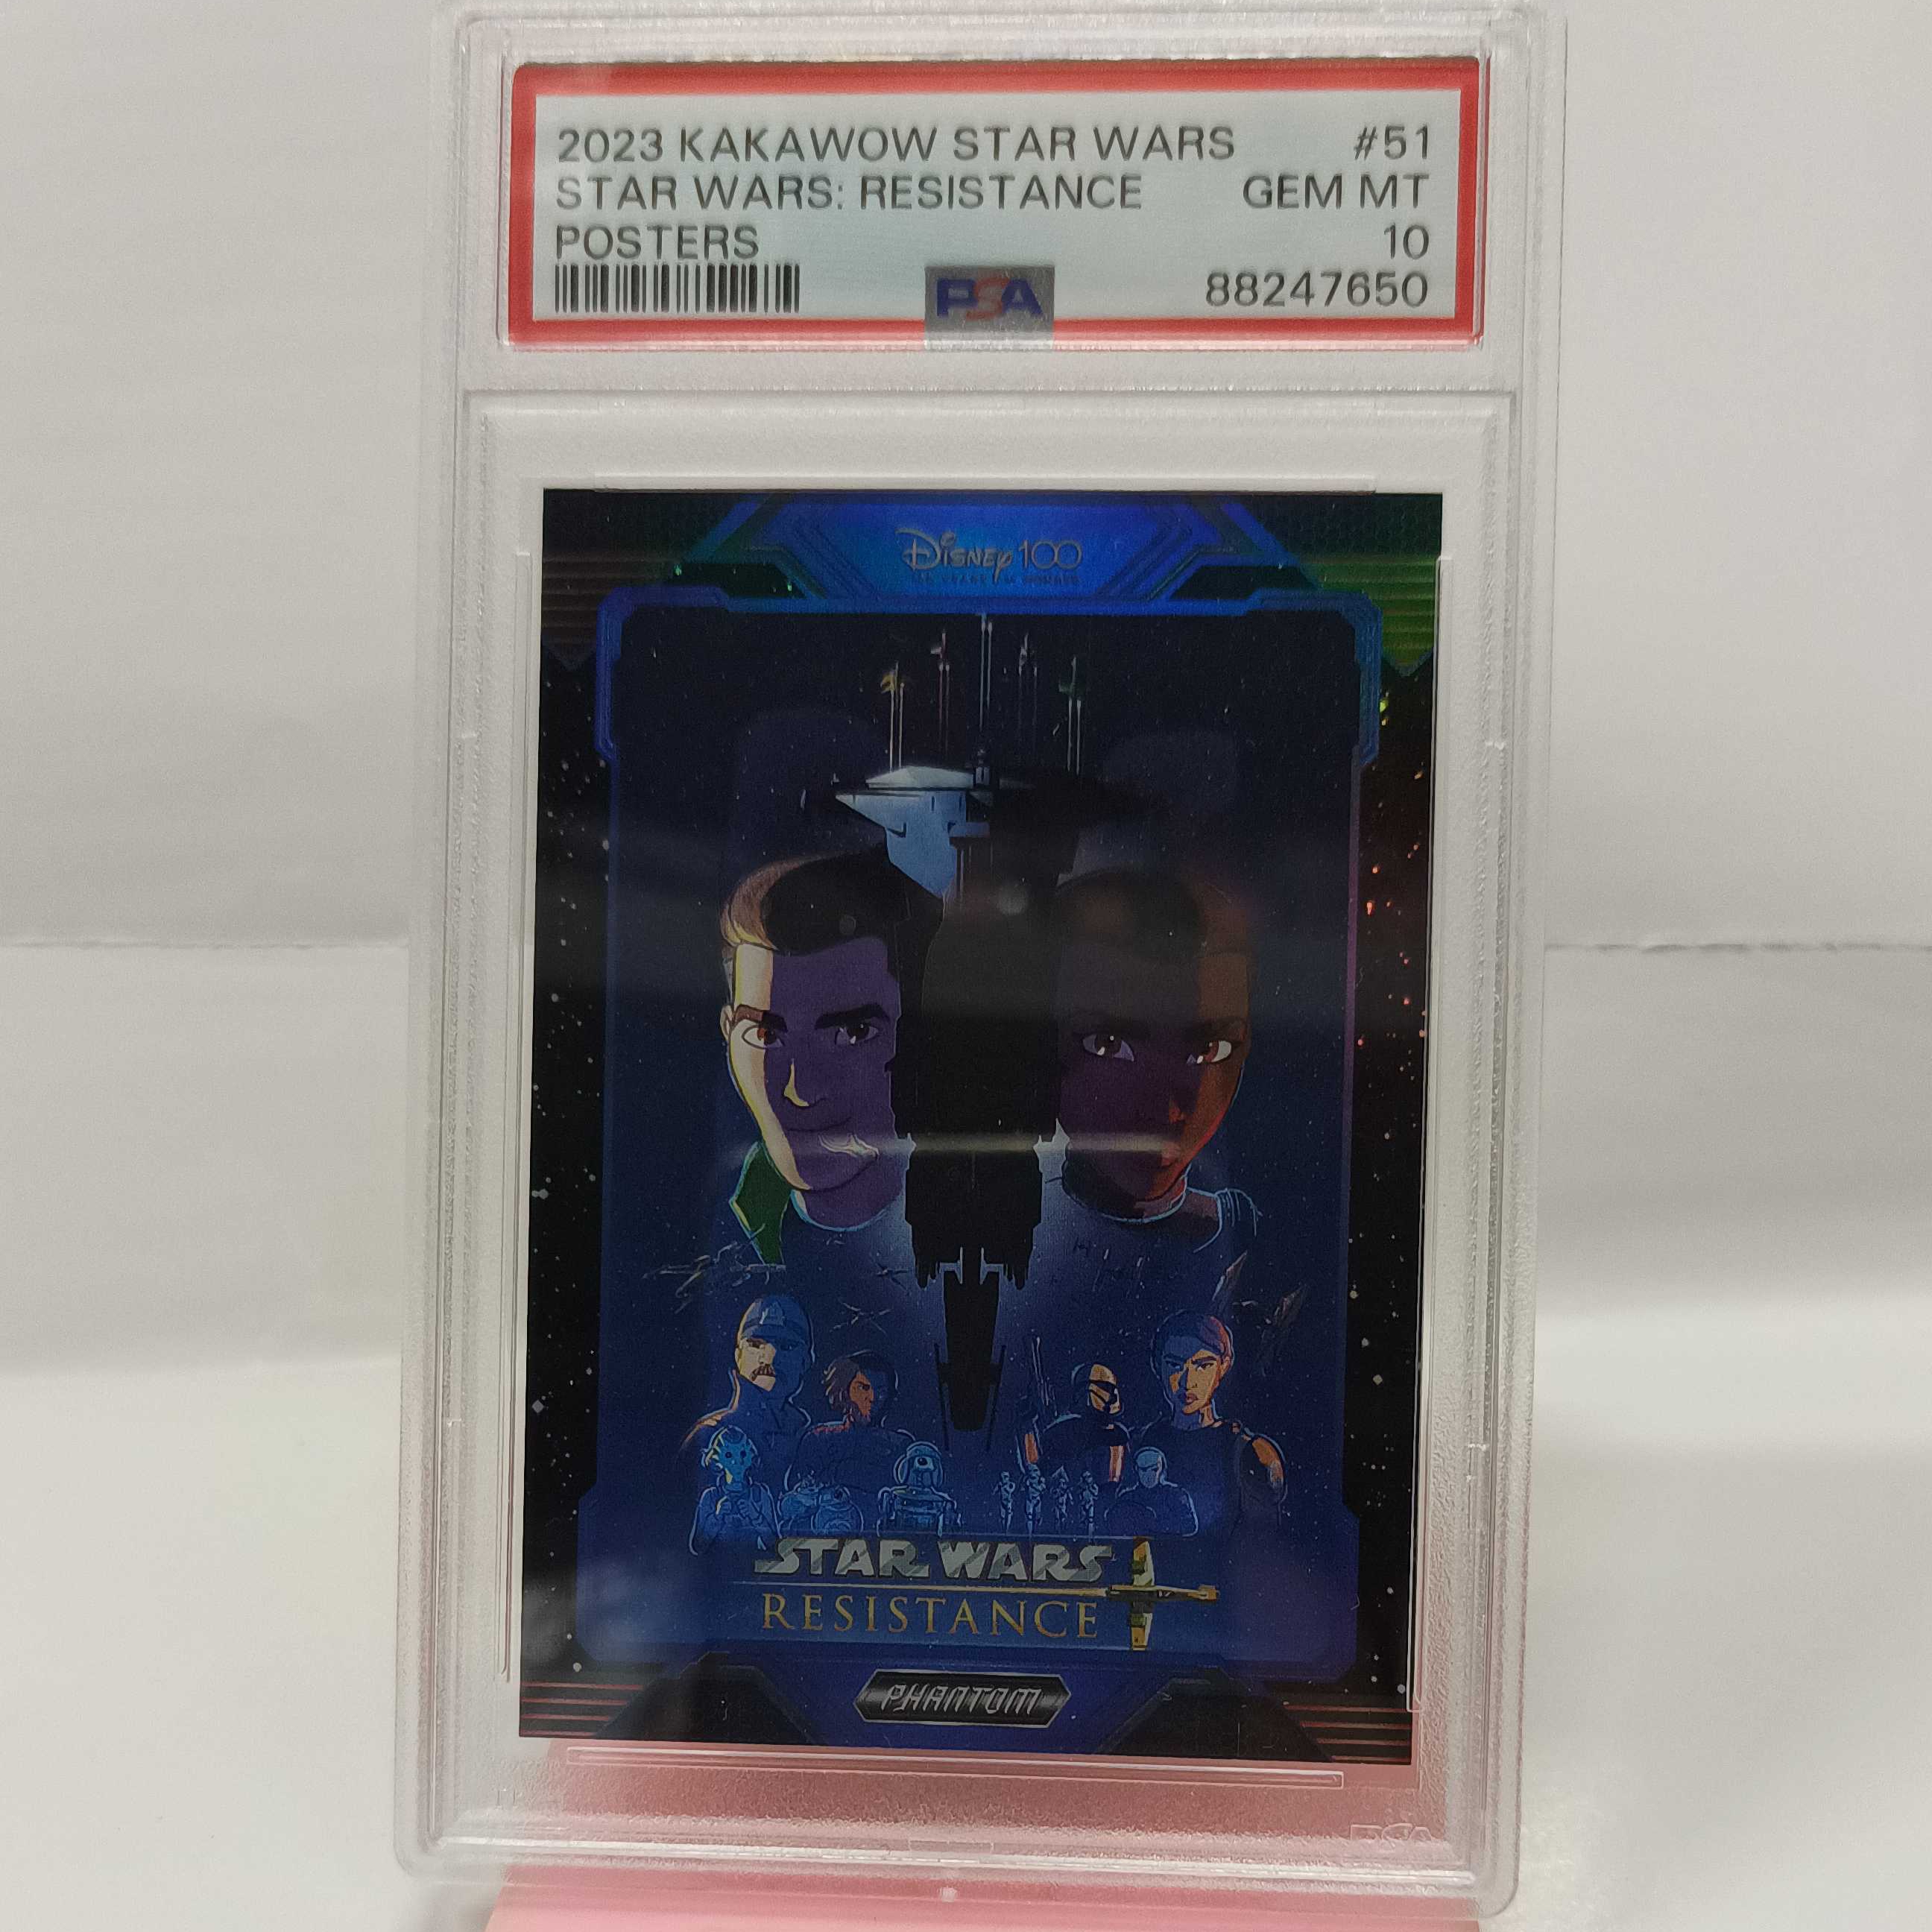 2023 KAKAWOW STAR WARS #51
STAR WARS: RESISTANCE GEM MT
POSTERS 10
PSA 88247650
Disney 100
STAR WARS
RESISTANCE
PHANTOM
PSA